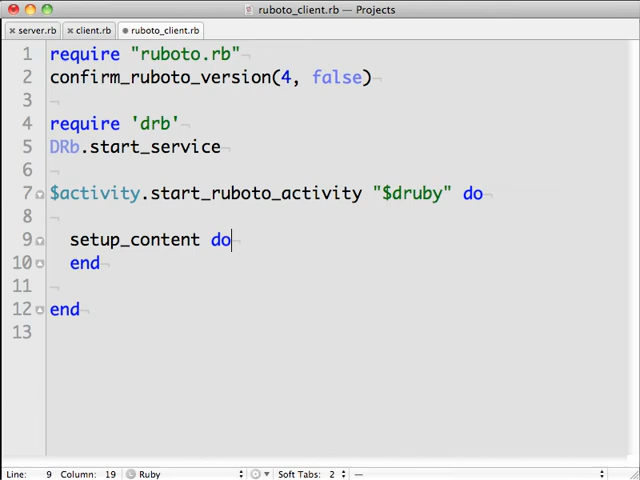 ruboto_client.rb — Projects
server.rb client.rb ruboto_client.rb
1 require "ruboto.rb"
2 confirm_ruboto_version(4, false)
3
4 require 'drb'
5 DRb.start_service
6
7 $activity.start_ruboto_activity "$druby" do
8
9 setup_content do
10 end
11
12 end
13
Line: 9 Column: 19 Ruby Soft Tabs: 2 —